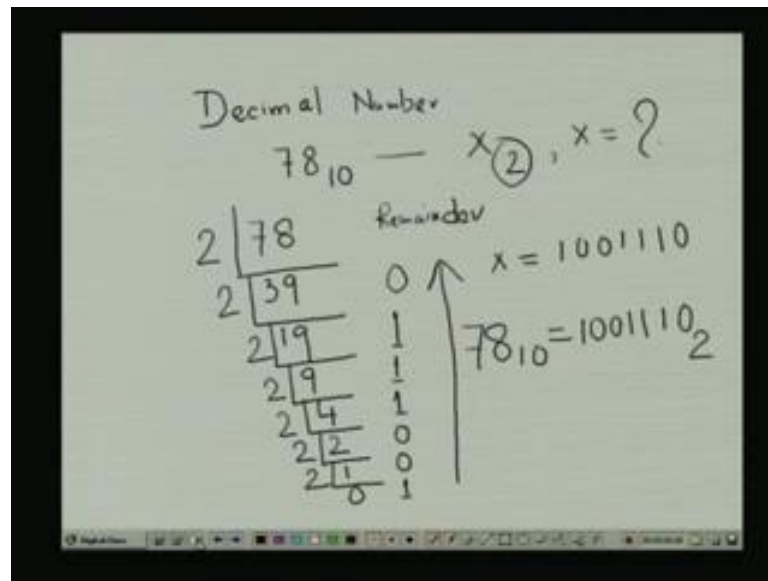 Decimal Number
78₁₀ — x₂, x = ?
2 78 Remainder
2 39 0
2 19 1
2 9 1
2 4 1
2 2 0
2 1 0
0 1
x = 1001110
78₁₀ = 1001110₂